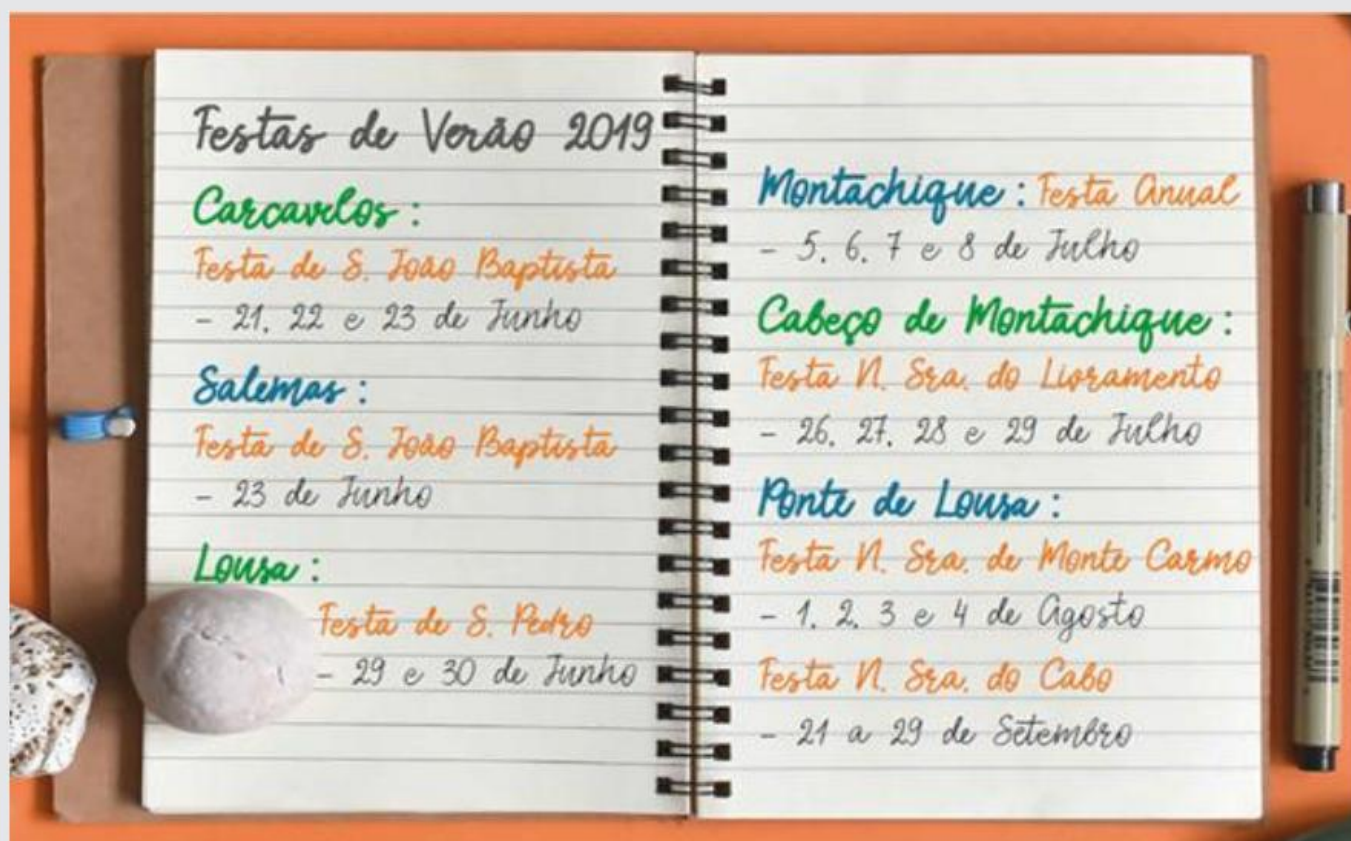 Festas de Verão 2019
Carcavelos :
Festa de S. João Baptista
- 21, 22 e 23 de Junho
Salemas :
Festa de S. João Baptista
- 23 de Junho
Lousa :
Festa de S. Pedro
- 29 e 30 de Junho
Montachique : Festa Anual
- 5, 6, 7 e 8 de Julho
Cabeço de Montachique :
Festa N. Sra. do Livramento
- 26, 27, 28 e 29 de Julho
Ponte de Lousa :
Festa N. Sra. de Monte Carmo
- 1, 2, 3 e 4 de Agosto
Festa N. Sra. do Cabo
- 21 a 29 de Setembro